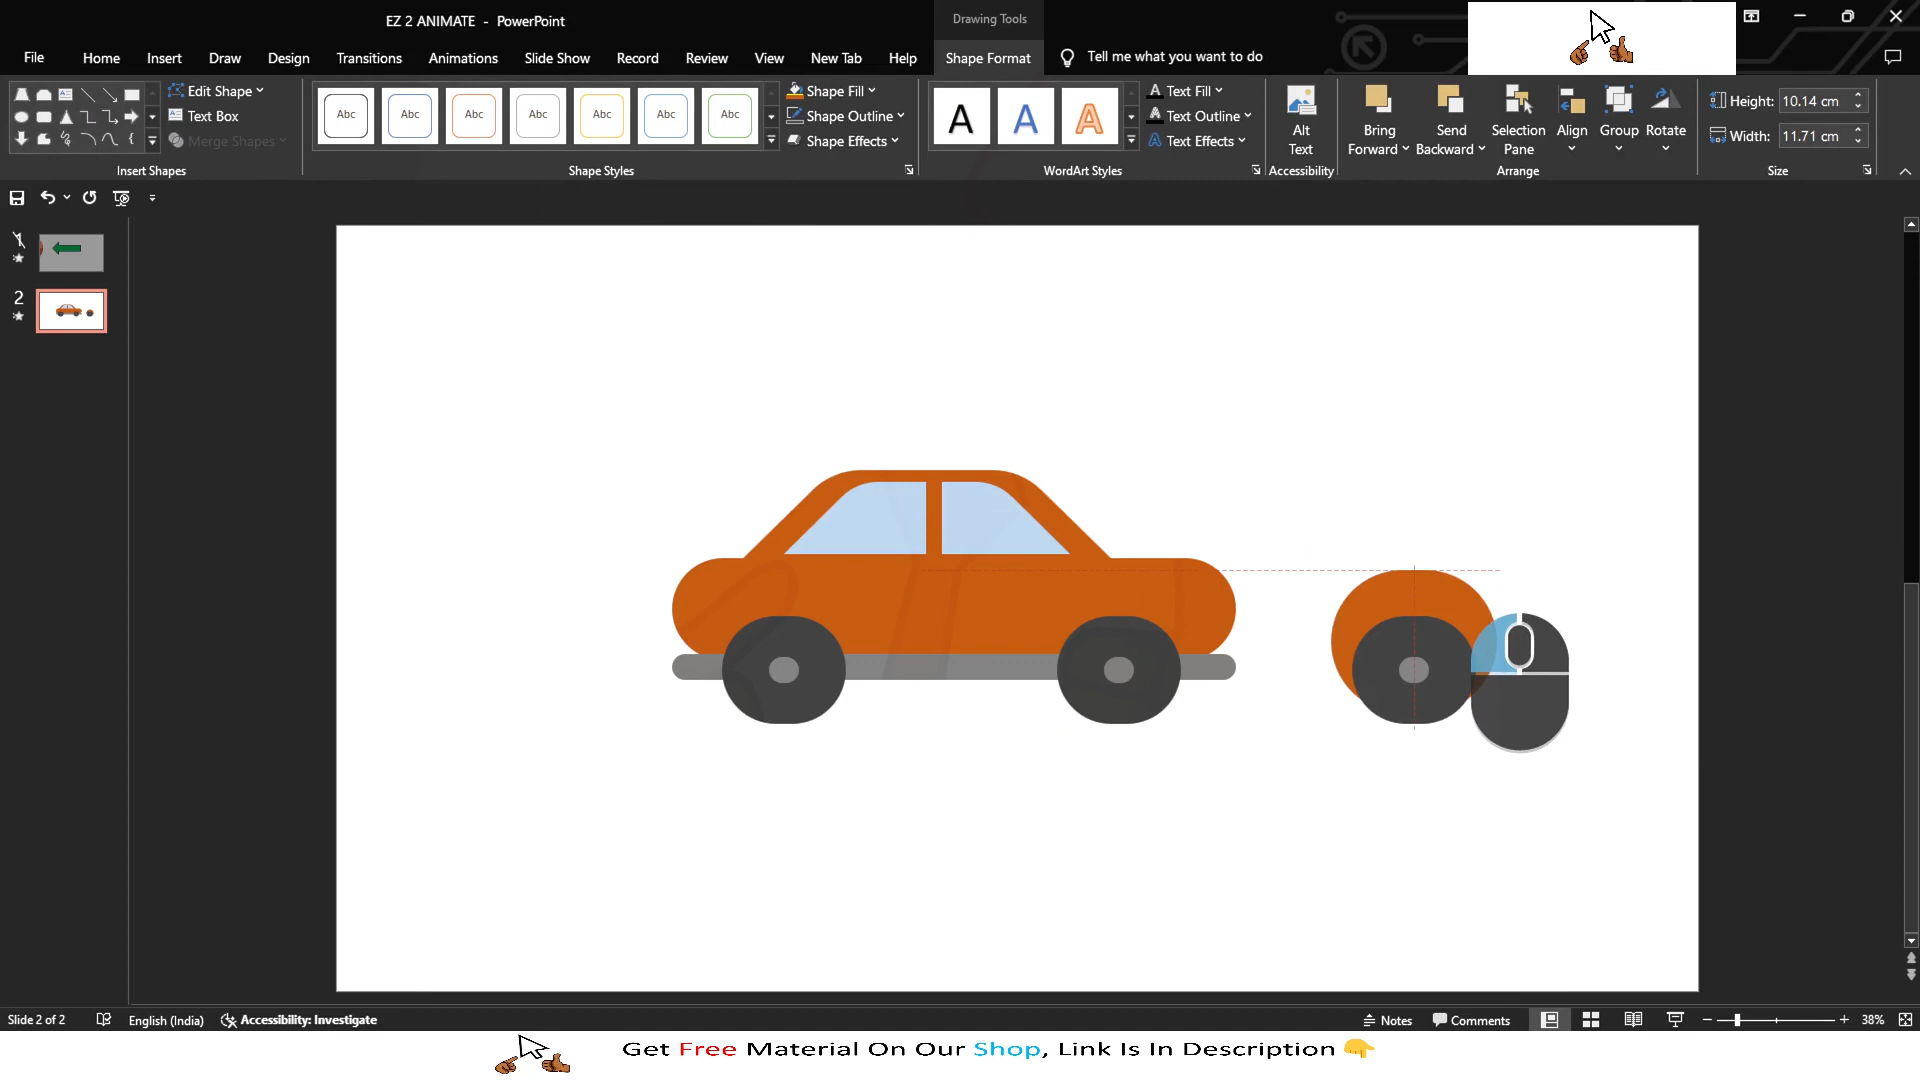 EZ 2 ANIMATE - PowerPoint
Drawing Tools
File Home Insert Draw Design Transitions Animations Slide Show Record Review View New Tab Help Shape Format Tell me what you want to do
Edit Shape
Text Box
Merge Shapes
Insert Shapes
Abc Abc Abc Abc Abc Abc Abc
Shape Fill
Shape Outline
Shape Effects
Shape Styles
A A A
Text Fill
Text Outline
Text Effects
WordArt Styles
Alt Text
Accessibility
Bring Forward
Send Backward
Selection Pane
Align
Group
Rotate
Arrange
Height: 10.14 cm
Width: 11.71 cm
Size
1
2
Slide 2 of 2 English (India) Accessibility: Investigate Notes Comments 38%
Get Free Material On Our Shop, Link Is In Description